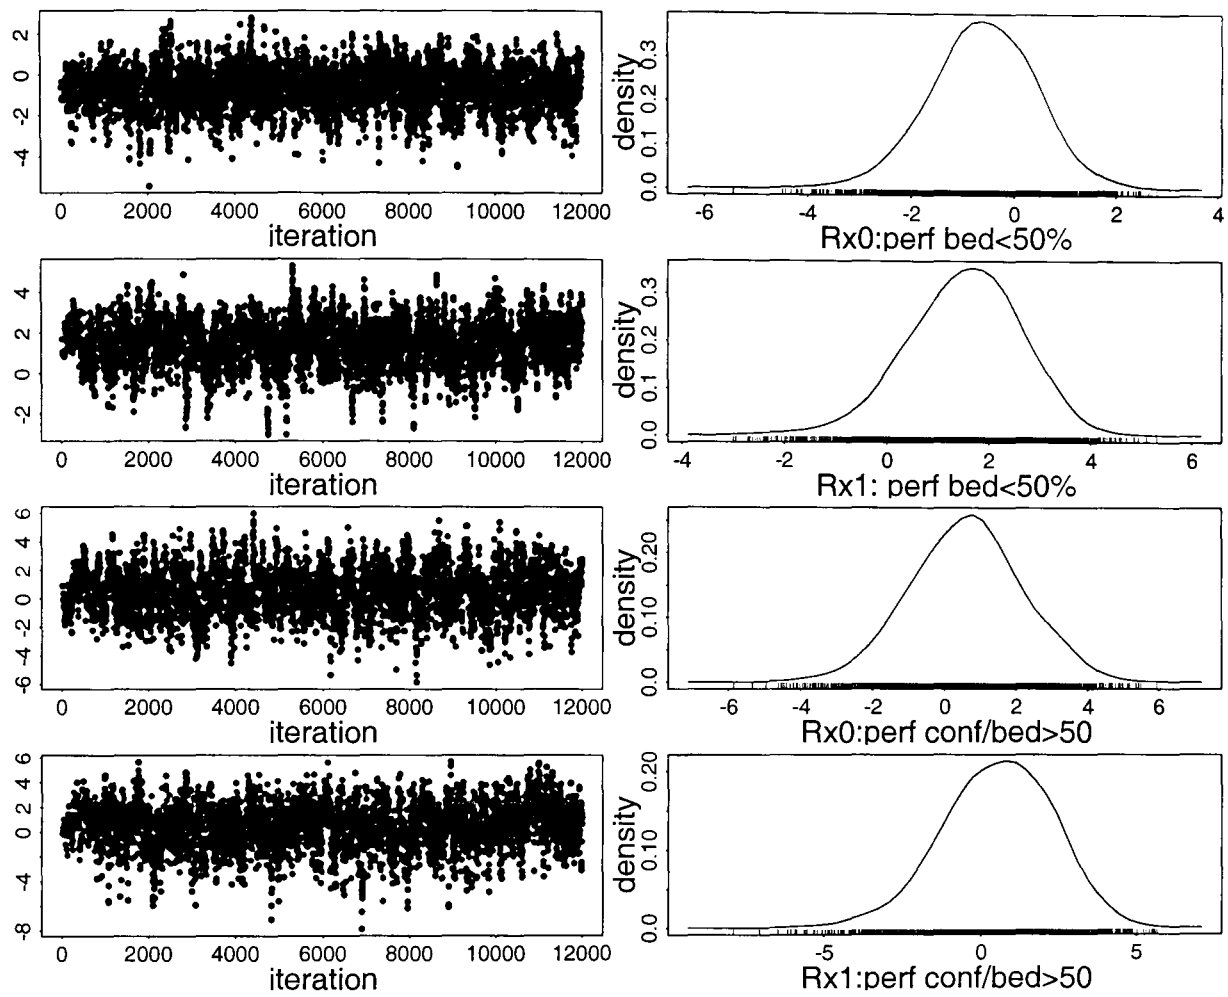 2
0
-2
-4
0 2000 4000 6000 8000 10000 12000
iteration
density
0.3
0.2
0.1
0.0
-6 -4 -2 0 2 4
Rx0:perf bed<50%
4
2
0
-2
0 2000 4000 6000 8000 10000 12000
iteration
density
0.3
0.2
0.1
0.0
-4 -2 0 2 4 6
Rx1: perf bed<50%
6
4
2
0
-2
-4
-6
0 2000 4000 6000 8000 10000 12000
iteration
density
0.20
0.10
0.0
-6 -4 -2 0 2 4 6
Rx0:perf conf/bed>50
6
4
2
0
-4
-8
0 2000 4000 6000 8000 10000 12000
iteration
density
0.20
0.10
0.0
-5 0 5
Rx1:perf conf/bed>50